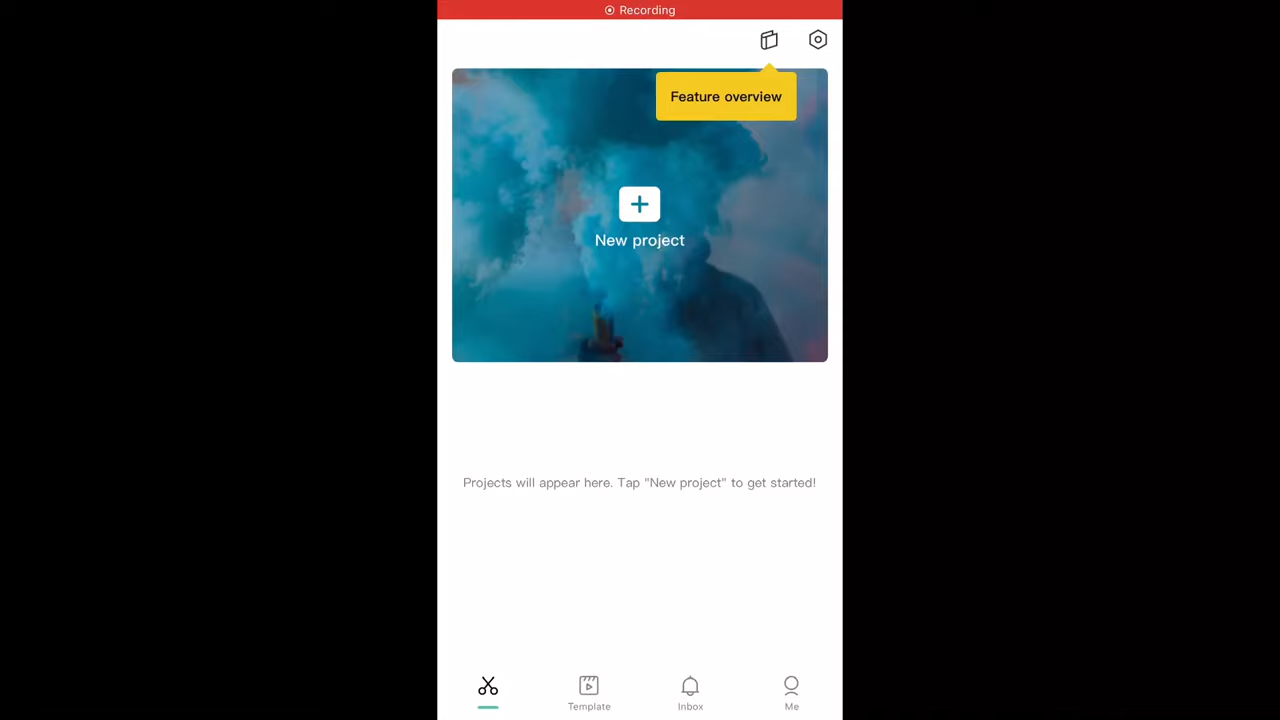 Recording
Feature overview
New project
Projects will appear here. Tap "New project" to get started!
Template
Inbox
Me